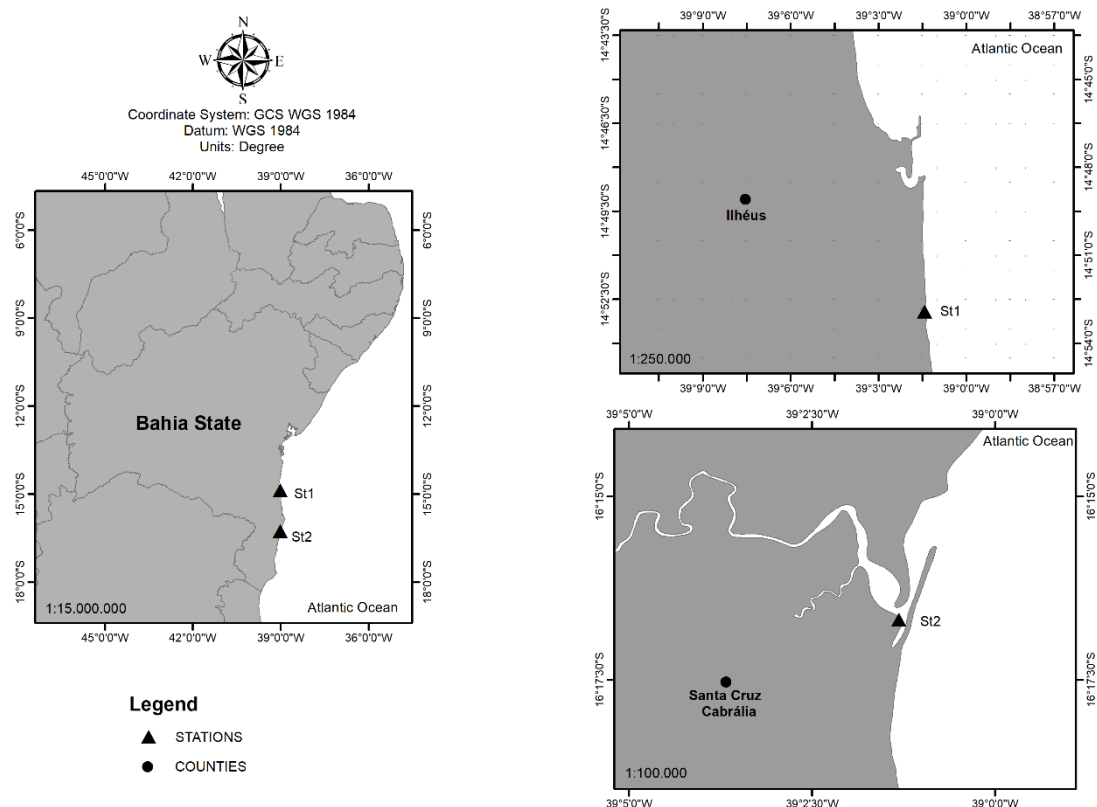 N
W E
S
Coordinate System: GCS WGS 1984
Datum: WGS 1984
Units: Degree
45°0'0"W 42°0'0"W 39°0'0"W 36°0'0"W
6°0'0"S 6°0'0"S
9°0'0"S 9°0'0"S
12°0'0"S 12°0'0"S
Bahia State
St1
15°0'0"S 15°0'0"S
St2
18°0'0"S 18°0'0"S
1:15.000.000
Atlantic Ocean
45°0'0"W 42°0'0"W 39°0'0"W 36°0'0"W
Legend
STATIONS
COUNTIES
39°9'0"W 39°6'0"W 39°3'0"W 39°0'0"W 38°57'0"W
14°43'30"S
Atlantic Ocean
14°45'0"S
14°46'30"S
14°48'0"S
14°49'30"S
Ilhéus
14°51'0"S
14°52'30"S
St1
14°54'0"S
1:250.000
39°9'0"W 39°6'0"W 39°3'0"W 39°0'0"W 38°57'0"W
39°5'0"W 39°2'30"W 39°0'0"W
Atlantic Ocean
16°15'0"S 16°15'0"S
St2
16°17'30"S 16°17'30"S
Santa Cruz
Cabrália
1:100.000
39°5'0"W 39°2'30"W 39°0'0"W